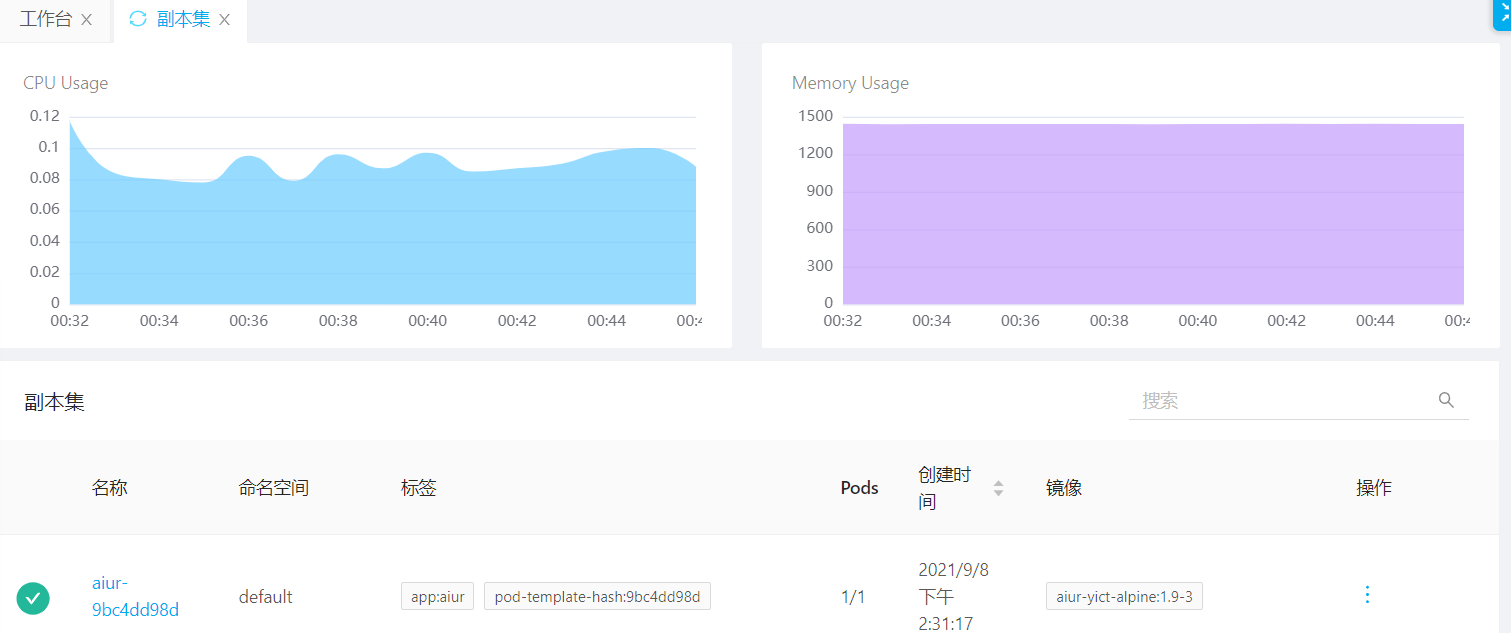 工作台
副本集
CPU Usage
0.12
0.1
0.08
0.06
0.04
0.02
0
00:32 00:34 00:36 00:38 00:40 00:42 00:44 00:4
Memory Usage
1500
1200
900
600
300
0
00:32 00:34 00:36 00:38 00:40 00:42 00:44 00:4
副本集
搜索
名称 命名空间 标签 Pods 创建时
间 镜像 操作
aiur-
9bc4dd98d
default
app:aiur pod-template-hash:9bc4dd98d
1/1
2021/9/8
下午
2:31:17
aiur-yict-alpine:1.9-3